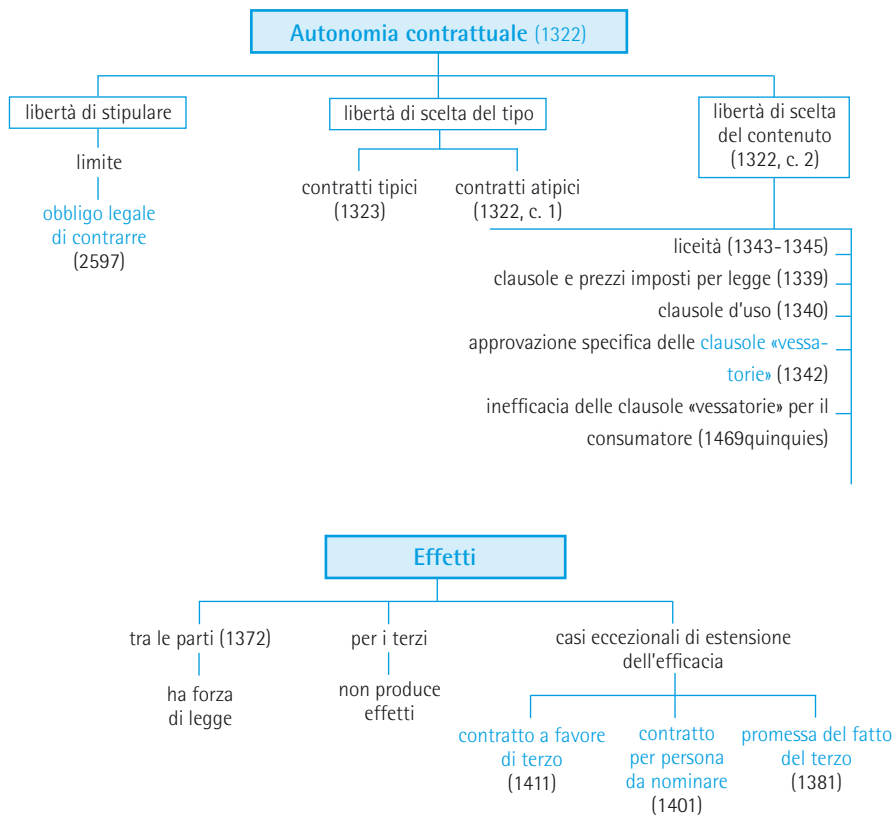 Autonomia contrattuale (1322)
libertà di stipulare
limite
obbligo legale
di contrarre
(2597)
libertà di scelta del tipo
contratti tipici
(1323)
contratti atipici
(1322, c. 1)
libertà di scelta
del contenuto
(1322, c. 2)
liceità (1343-1345)
clausole e prezzi imposti per legge (1339)
clausole d'uso (1340)
approvazione specifica delle clausole «vessa-
torie» (1342)
inefficacia delle clausole «vessatorie» per il
consumatore (1469quinquies)
Effetti
tra le parti (1372)
ha forza
di legge
per i terzi
non produce
effetti
casi eccezionali di estensione
dell'efficacia
contratto a favore
di terzo
(1411)
contratto
per persona
da nominare
(1401)
promessa del fatto
del terzo
(1381)